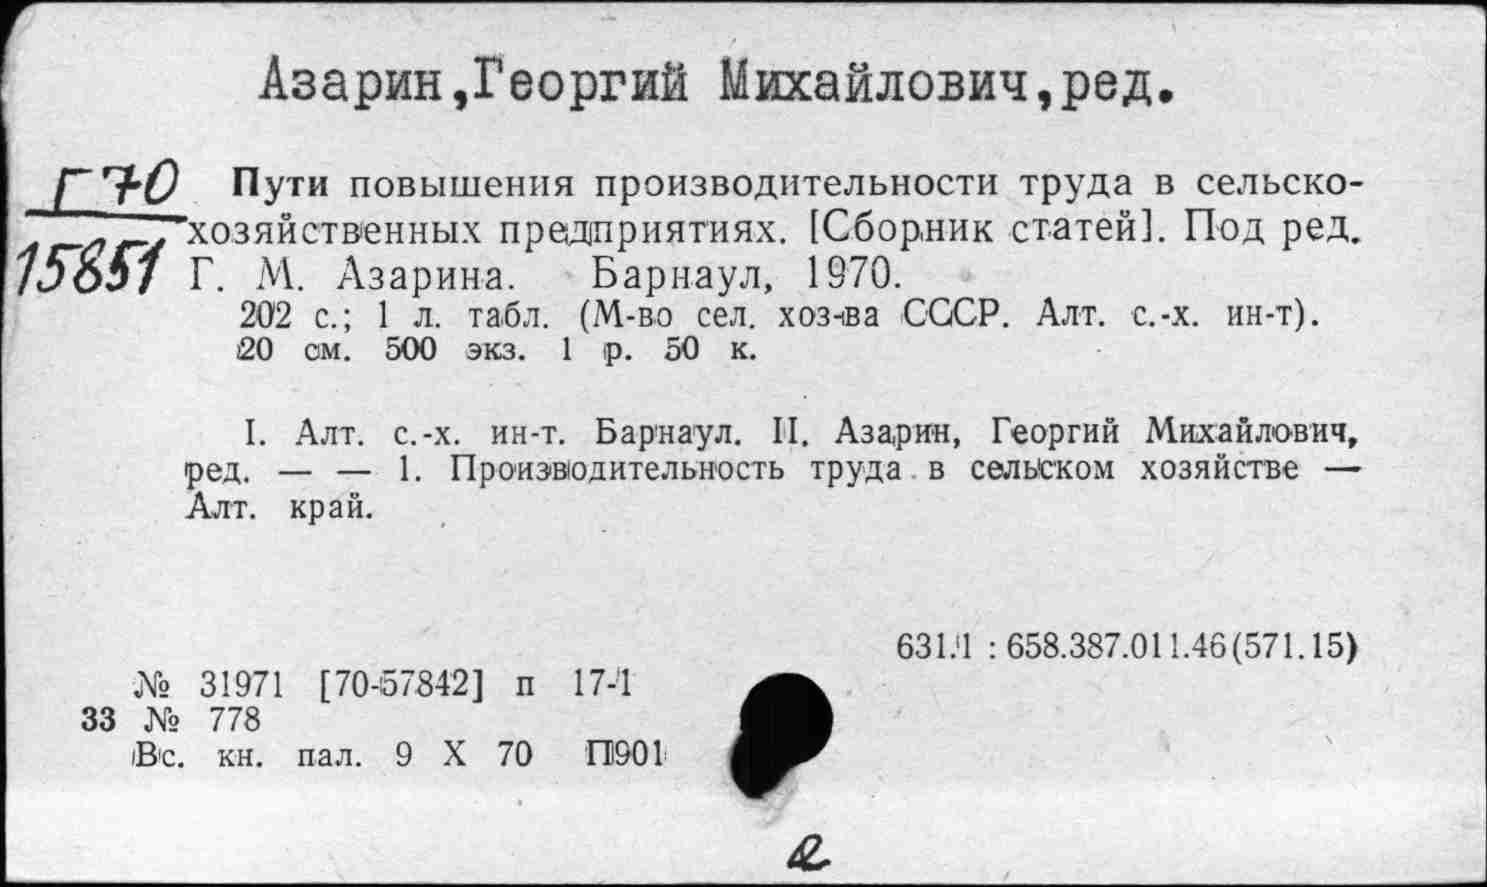 Азарин,Георгий Михайлович,ред.
Г70
15851
Пути повышения производительности труда в сельско-
хозяйственных предприятиях. [Сборник статей]. Под ред.
Г. М. Азарина. Барнаул, 1970.
202 с.; 1 л. табл. (М-во сел. хоз-ва СССР. Алт. с.-х. ин-т).
20 см. 500 экз. 1 р. 50 к.
I. Алт. с.-х. ин-т. Барнаул. II. Азарин, Георгий Михайлович,
ред. — — 1. Производительность труда в сельском хозяйстве —
Алт. край.
631.1 : 658.387.011.46(571.15)
№ 31971 [70-57842] п 17-1
33 № 778
Вс. кн. пал. 9 X 70 П901